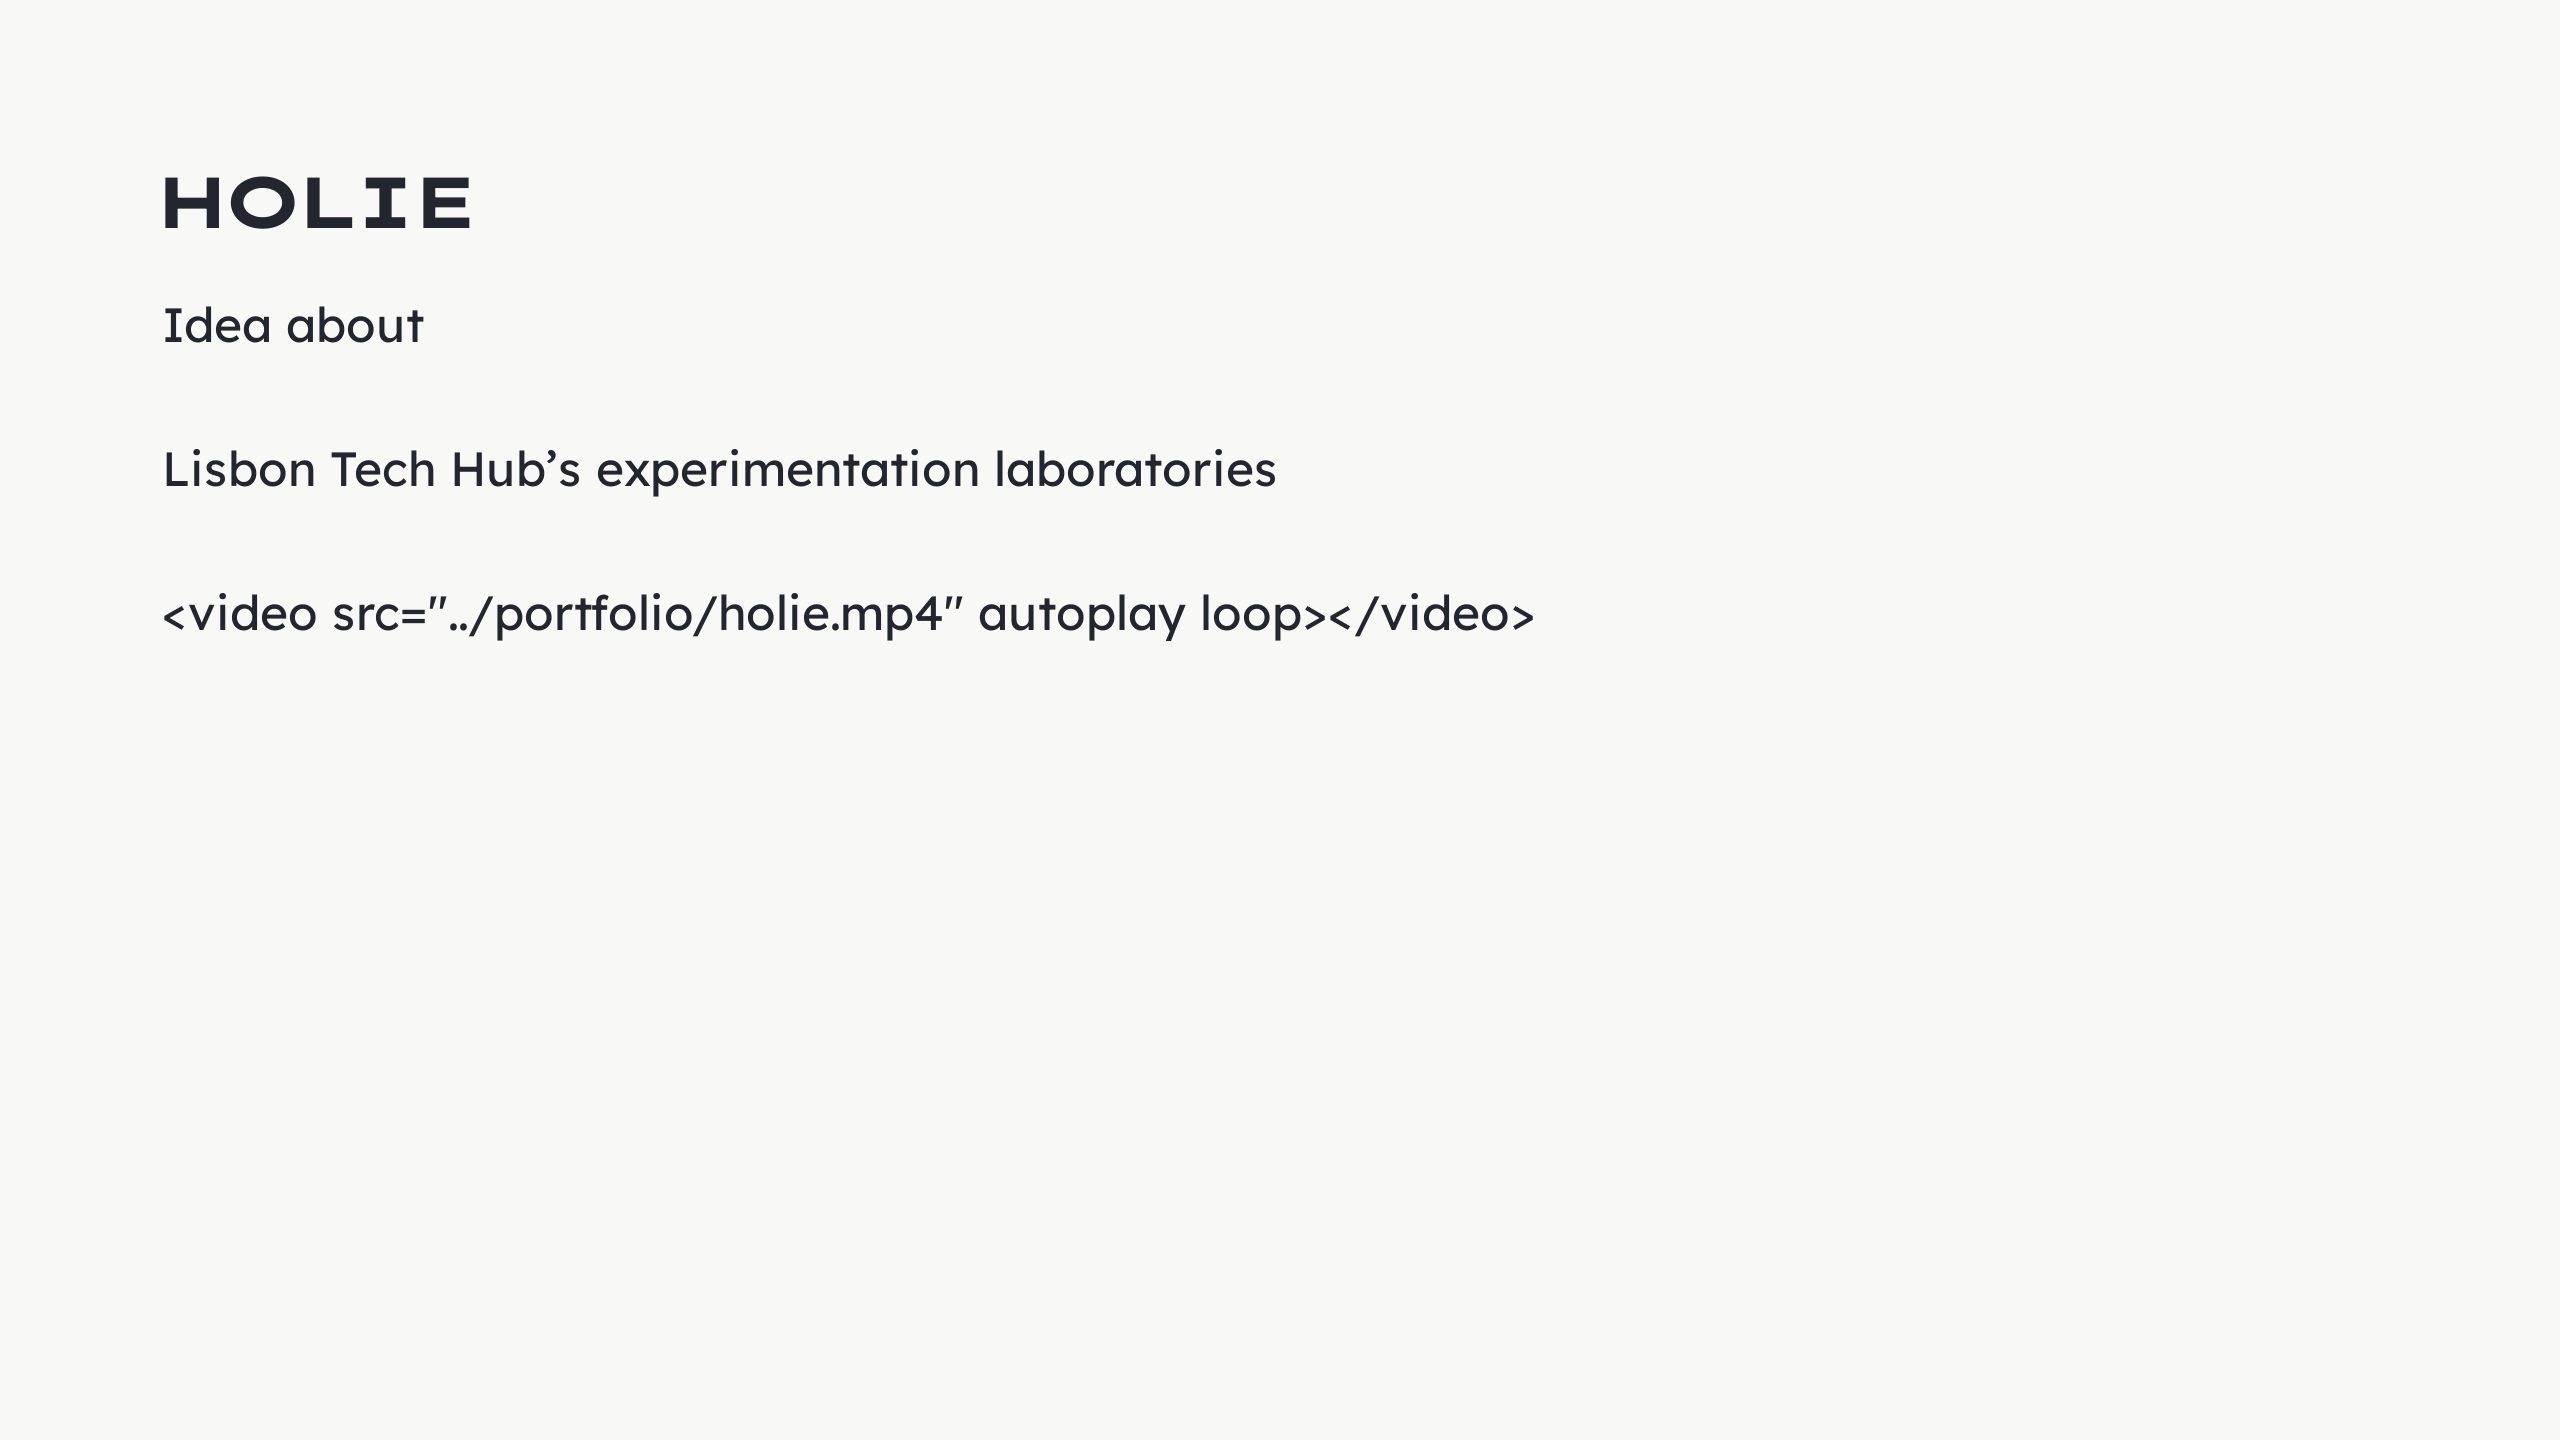 HOLIE
Idea about
Lisbon Tech Hub’s experimentation laboratories
<video src="../portfolio/holie.mp4" autoplay loop></video>